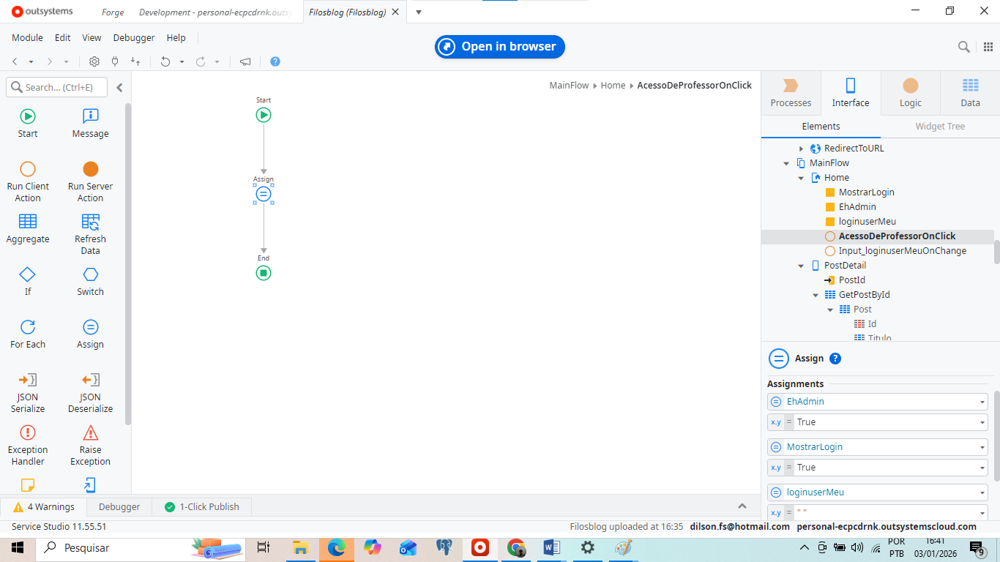 outsystems
Forge
Development - personal-ecpcdrnk.outsys
Filosblog (Filosblog)
Module Edit View Debugger Help
Open in browser
Search... (Ctrl+E)
Start
Message
Run Client Action
Run Server Action
Aggregate
Refresh Data
If
Switch
For Each
Assign
JSON Serialize
JSON Deserialize
Exception Handler
Raise Exception
MainFlow Home AcessoDeProfessorOnClick
Start
Assign
End
Processes
Interface
Logic
Data
Elements
Widget Tree
RedirectToURL
MainFlow
Home
MostrarLogin
EhAdmin
loginuserMeu
AcessoDeProfessorOnClick
Input_loginuserMeuOnChange
PostDetail
PostId
GetPostById
Post
Id
Titulo
Assign ?
Assignments
EhAdmin
x.y = True
MostrarLogin
x.y = True
loginuserMeu
x.y = " "
4 Warnings
Debugger
1-Click Publish
Service Studio 11.55.51
Filosblog uploaded at 16:35 dilson.fs@hotmail.com personal-ecpcdrnk.outsystemscloud.com
Pesquisar
POR
PTB
16:41
03/01/2026
9